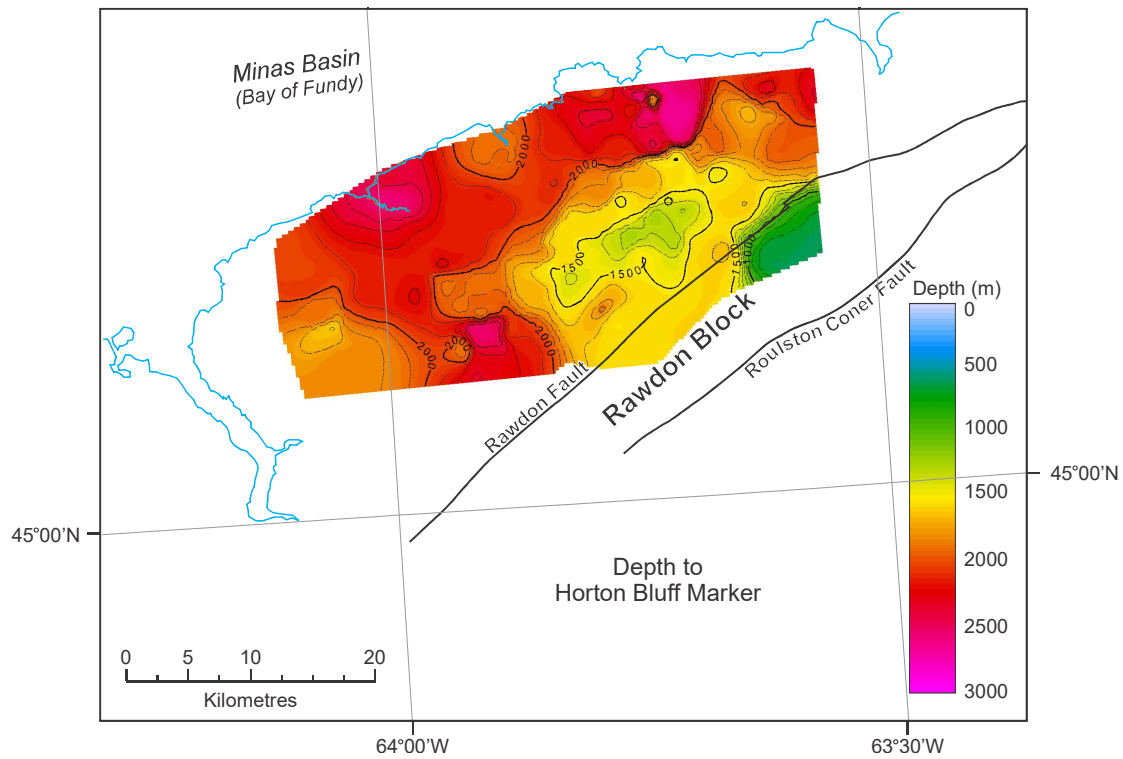 Minas Basin
(Bay of Fundy)
2000
2000
1500
1500
1500
1000
2000
2000
2000
Rawdon Fault
Rawdon Block
Roulston Coner Fault
Depth (m)
0
500
1000
1500
2000
2500
3000
45°00'N
45°00'N
Depth to
Horton Bluff Marker
0 5 10 20
Kilometres
64°00'W
63°30'W